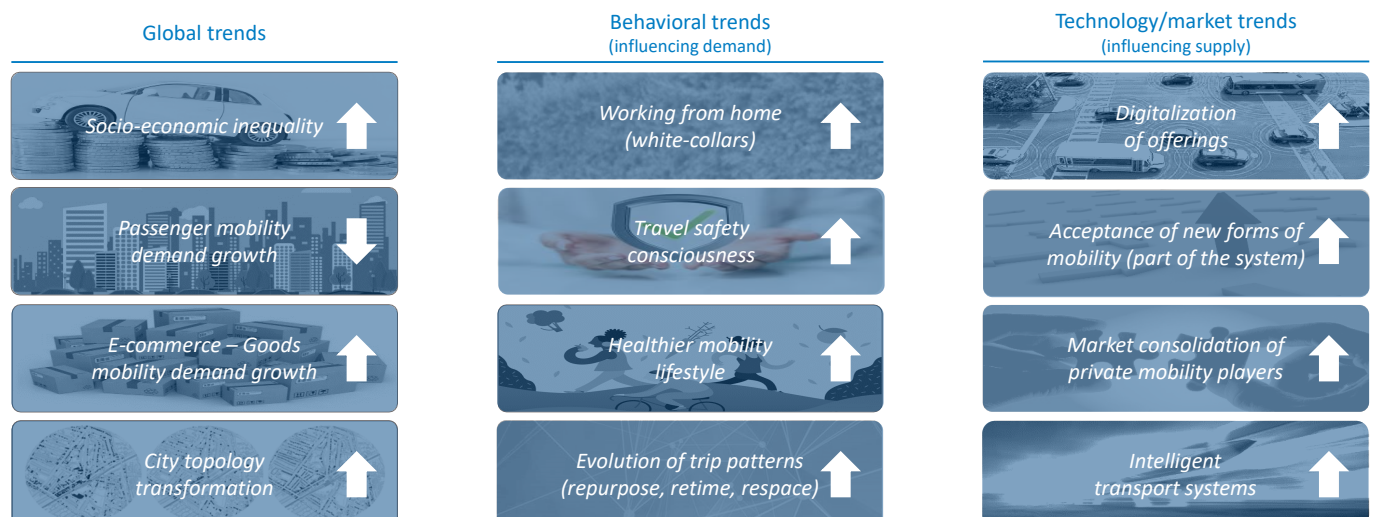 Global trends
Socio-economic inequality
Passenger mobility
demand growth
E-commerce – Goods
mobility demand growth
City topology
transformation
Behavioral trends
(influencing demand)
Working from home
(white-collars)
Travel safety
consciousness
Healthier mobility
lifestyle
Evolution of trip patterns
(repurpose, retime, respace)
Technology/market trends
(influencing supply)
Digitalization
of offerings
Acceptance of new forms of
mobility (part of the system)
Market consolidation of
private mobility players
Intelligent
transport systems